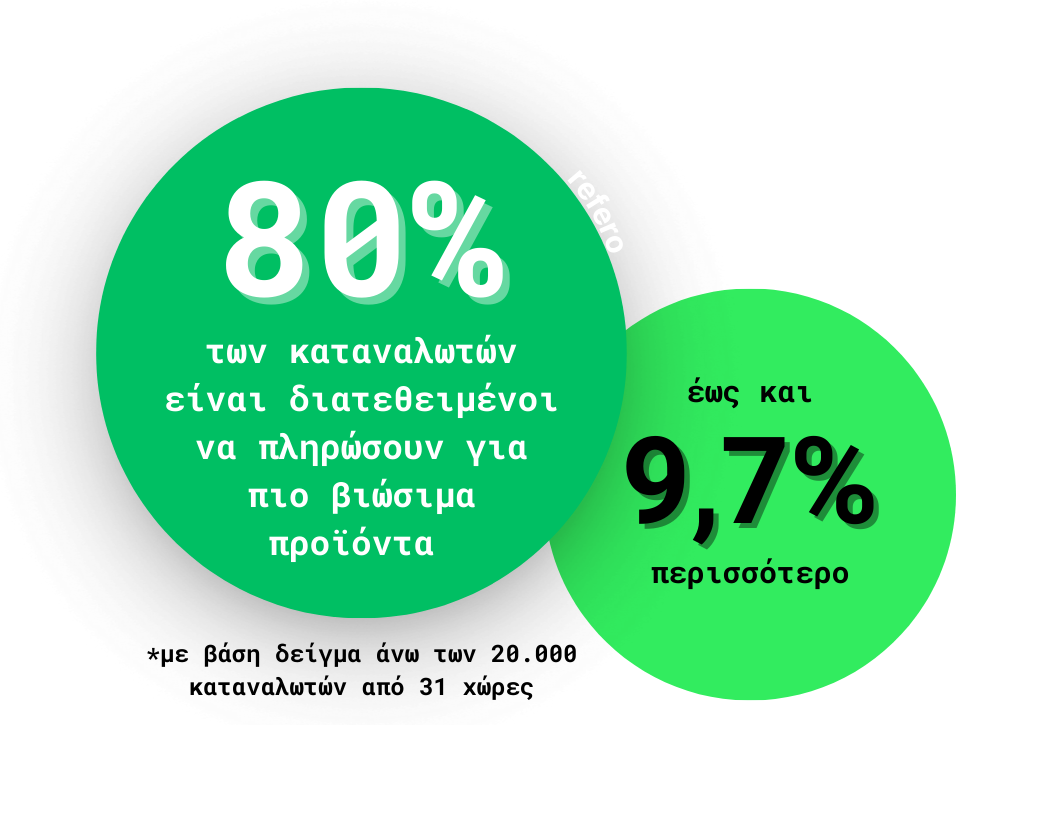 80%
των καταναλωτών
είναι διατεθειμένοι
να πληρώσουν για
πιο βιώσιμα
προϊόντα
refero
έως και
9,7%
περισσότερο
*με βάση δείγμα άνω των 20.000
καταναλωτών από 31 χώρες